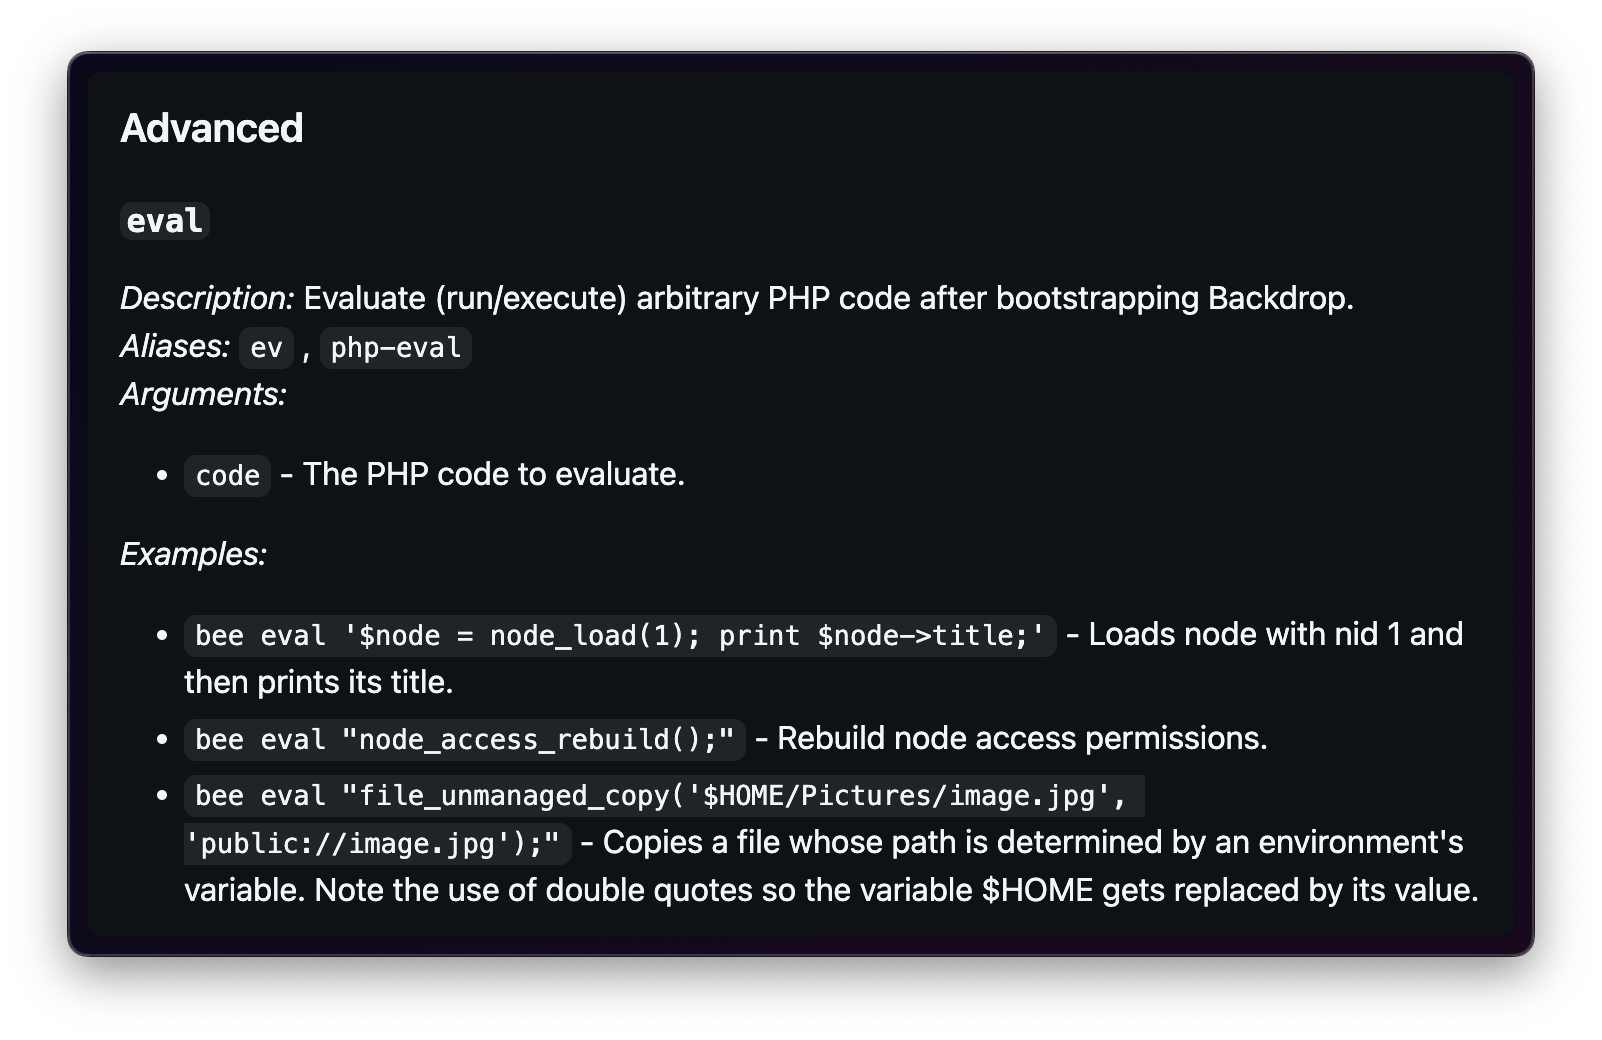 Advanced
eval
Description: Evaluate (run/execute) arbitrary PHP code after bootstrapping Backdrop.
Aliases: ev , php-eval
Arguments:
• code - The PHP code to evaluate.
Examples:
• bee eval '$node = node_load(1); print $node->title;' - Loads node with nid 1 and
then prints its title.
• bee eval "node_access_rebuild();" - Rebuild node access permissions.
• bee eval "file_unmanaged_copy('$HOME/Pictures/image.jpg',
'public://image.jpg');" - Copies a file whose path is determined by an environment's
variable. Note the use of double quotes so the variable $HOME gets replaced by its value.